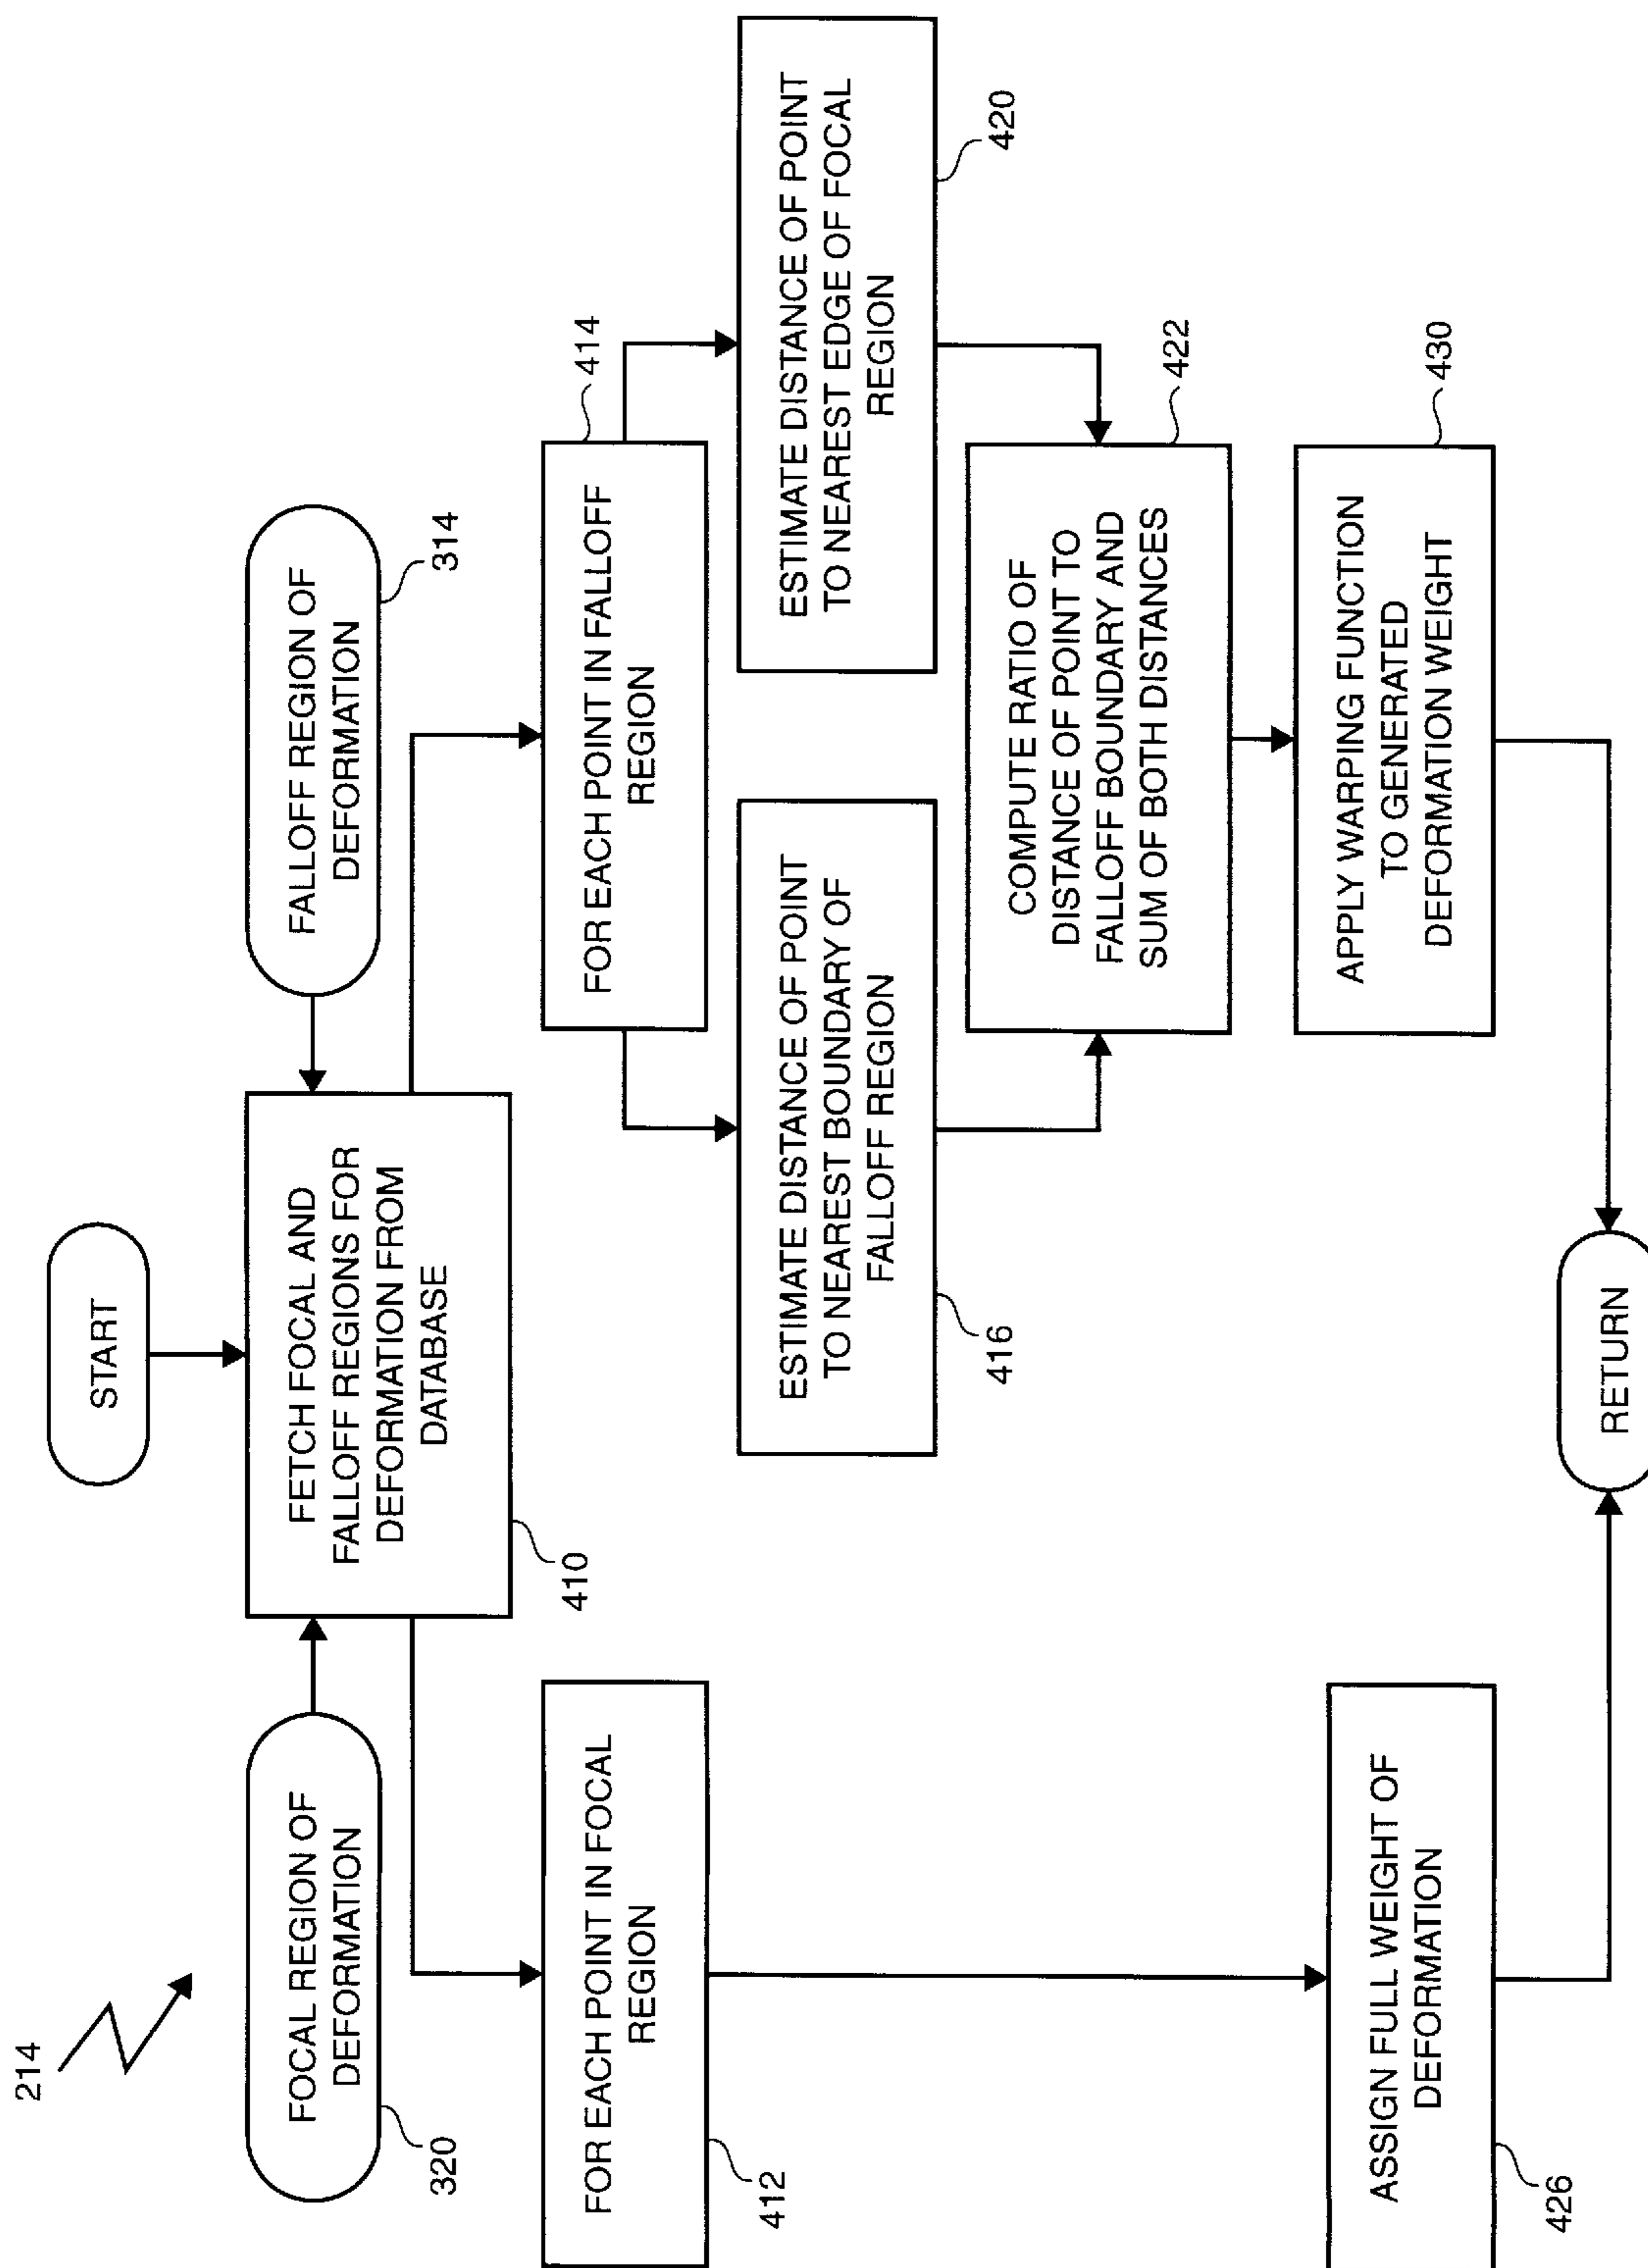 214
START
FOCAL REGION OF
DEFORMATION
320
FETCH FOCAL AND
FALLOFF REGIONS FOR
DEFORMATION FROM
DATABASE
410
FALLOFF REGION OF
DEFORMATION
314
FOR EACH POINT IN FOCAL
REGION
412
FOR EACH POINT IN FALLOFF
REGION
414
ESTIMATE DISTANCE OF POINT
TO NEAREST BOUNDARY OF
FALLOFF REGION
416
ESTIMATE DISTANCE OF POINT
TO NEAREST EDGE OF FOCAL
REGION
420
COMPUTE RATIO OF
DISTANCE OF POINT TO
FALLOFF BOUNDARY AND
SUM OF BOTH DISTANCES
422
ASSIGN FULL WEIGHT OF
DEFORMATION
426
APPLY WARPING FUNCTION
TO GENERATED
DEFORMATION WEIGHT
430
RETURN